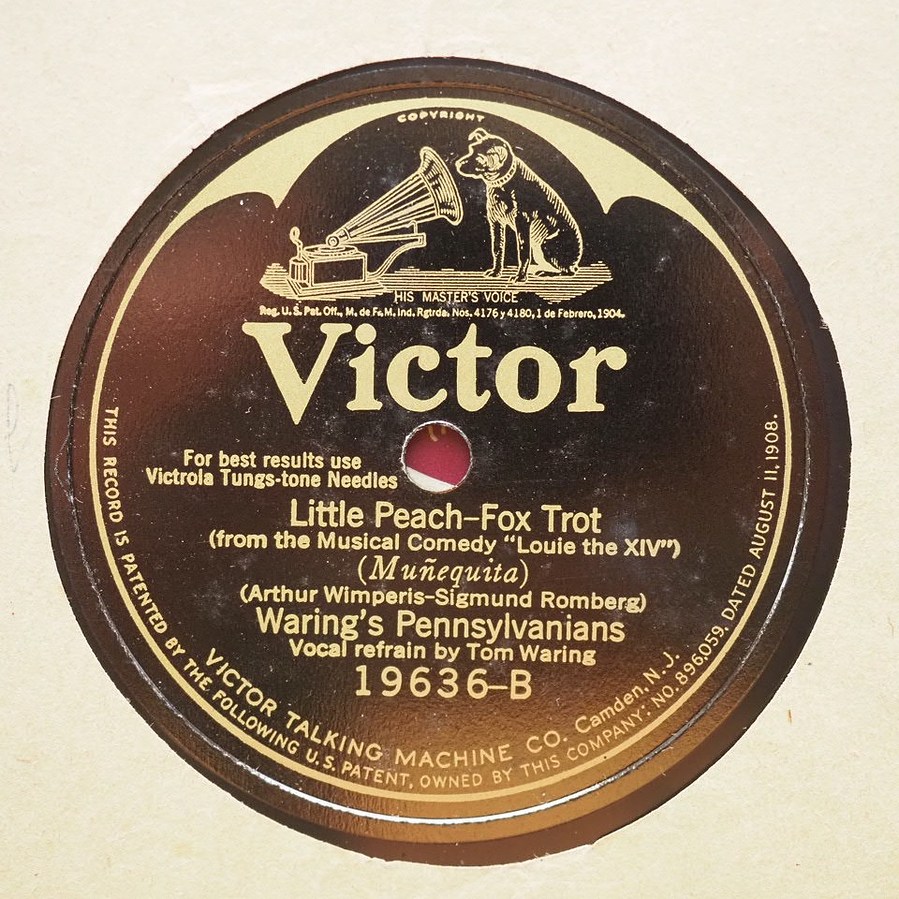 COPYRIGHT
HIS MASTER'S VOICE
Reg. U.S. Pat. Off., M. de F. M. Ind. Rgtrda. Nos. 4176 y 4180, 1 de Febrero, 1904.
Victor
For best results use
Victrola Tungs-tone Needles
Little Peach–Fox Trot
(from the Musical Comedy "Louie the XIV")
(Muñequita)
(Arthur Wimperis–Sigmund Romberg)
Waring's Pennsylvanians
Vocal refrain by Tom Waring
19636–B
VICTOR TALKING MACHINE CO. Camden, N. J.
THIS RECORD IS PATENTED BY THE FOLLOWING U.S. PATENT, OWNED BY THIS COMPANY: NO. 896,059. DATED AUGUST 11, 1908.